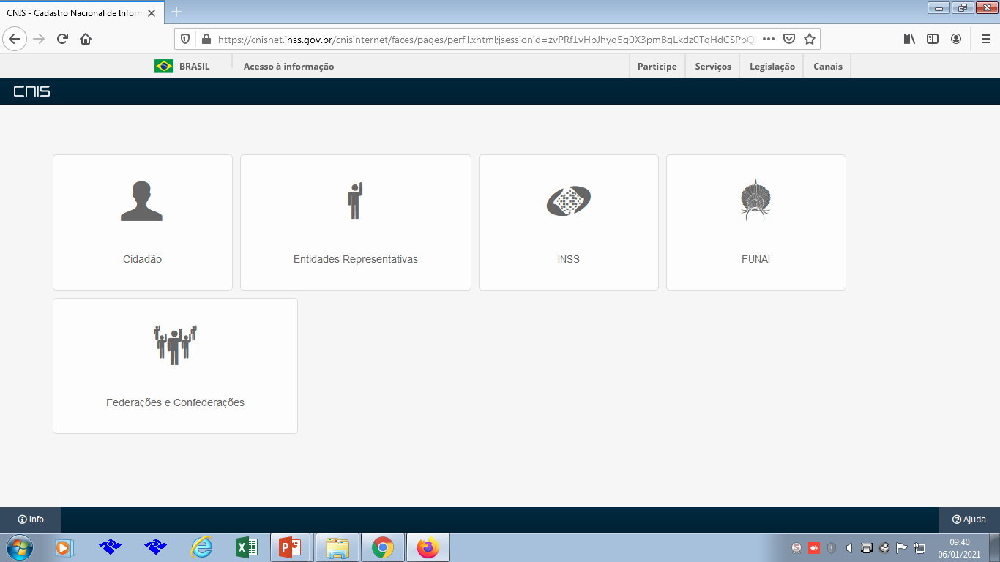 CNIS - Cadastro Nacional de Inform
https://cnisnet.inss.gov.br/cnisinternet/faces/pages/perfil.xhtml;jsessionid=zvPRf1vHbJhyq5g0X3pmBgLkdz0TqHdCSPbQ
BRASIL
Acesso à informação
Participe
Serviços
Legislação
Canais
CNIS
Cidadão
Entidades Representativas
INSS
FUNAI
Federações e Confederações
Info
Ajuda
09:40
06/01/2021